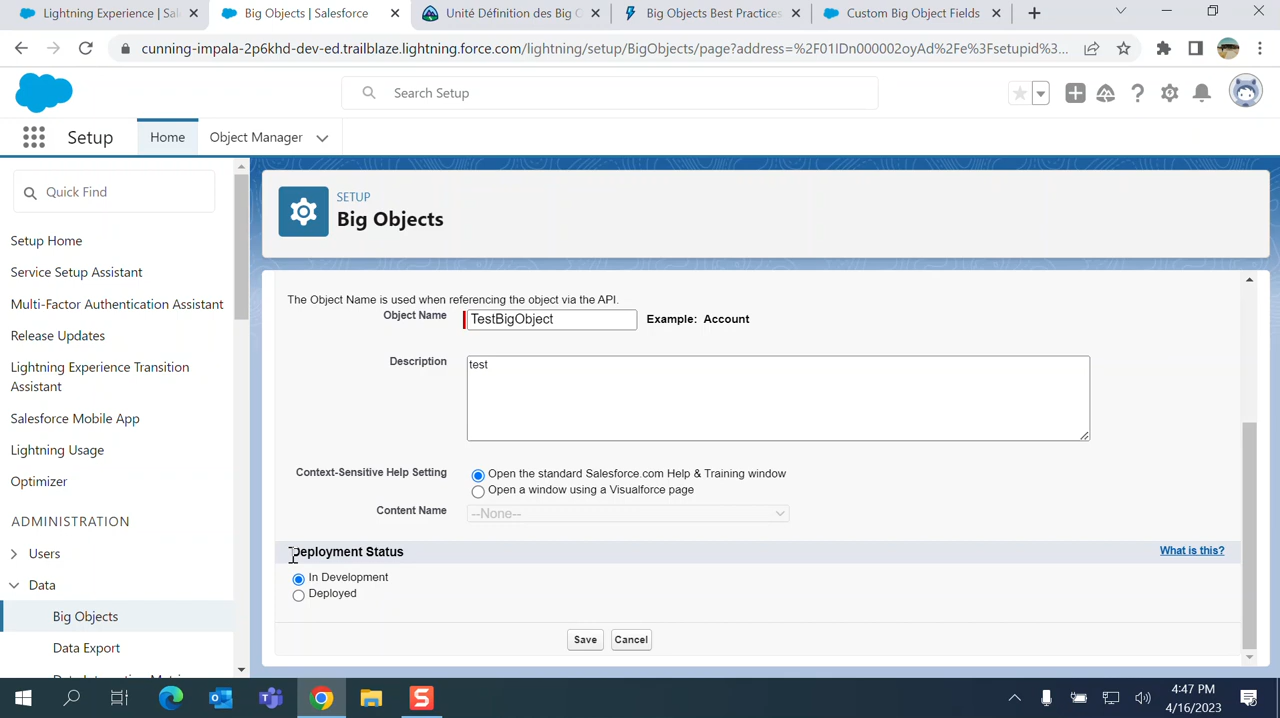 Lightning Experience | Sal
Big Objects | Salesforce
Unité Définition des Big O
Big Objects Best Practices
Custom Big Object Fields
cunning-impala-2p6khd-dev-ed.trailblaze.lightning.force.com/lightning/setup/BigObjects/page?address=%2F01IDn000002oyAd%2Fe%3Fsetupid%3...
Search Setup
Setup
Home
Object Manager
Quick Find
Setup Home
Service Setup Assistant
Multi-Factor Authentication Assistant
Release Updates
Lightning Experience Transition
Assistant
Salesforce Mobile App
Lightning Usage
Optimizer
ADMINISTRATION
Users
Data
Big Objects
Data Export
SETUP
Big Objects
The Object Name is used when referencing the object via the API.
Object Name
TestBigObject
Example: Account
Description
test
Context-Sensitive Help Setting
Open the standard Salesforce.com Help & Training window
Open a window using a Visualforce page
Content Name
--None--
Deployment Status
What is this?
In Development
Deployed
Save
Cancel
4:47 PM
4/16/2023